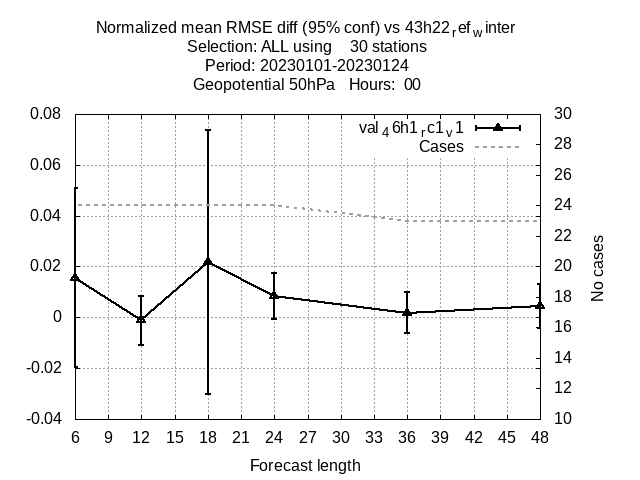 Normalized mean RMSE diff (95% conf) vs 43h22refwinter
Selection: ALL using 30 stations
Period: 20230101-20230124
Geopotential 50hPa Hours: 00
val46h1rc1v1
Cases
0.08
0.06
0.04
0.02
0
-0.02
-0.04
30
28
26
24
22
20
18
16
14
12
10
No cases
6 9 12 15 18 21 24 27 30 33 36 39 42 45 48
Forecast length